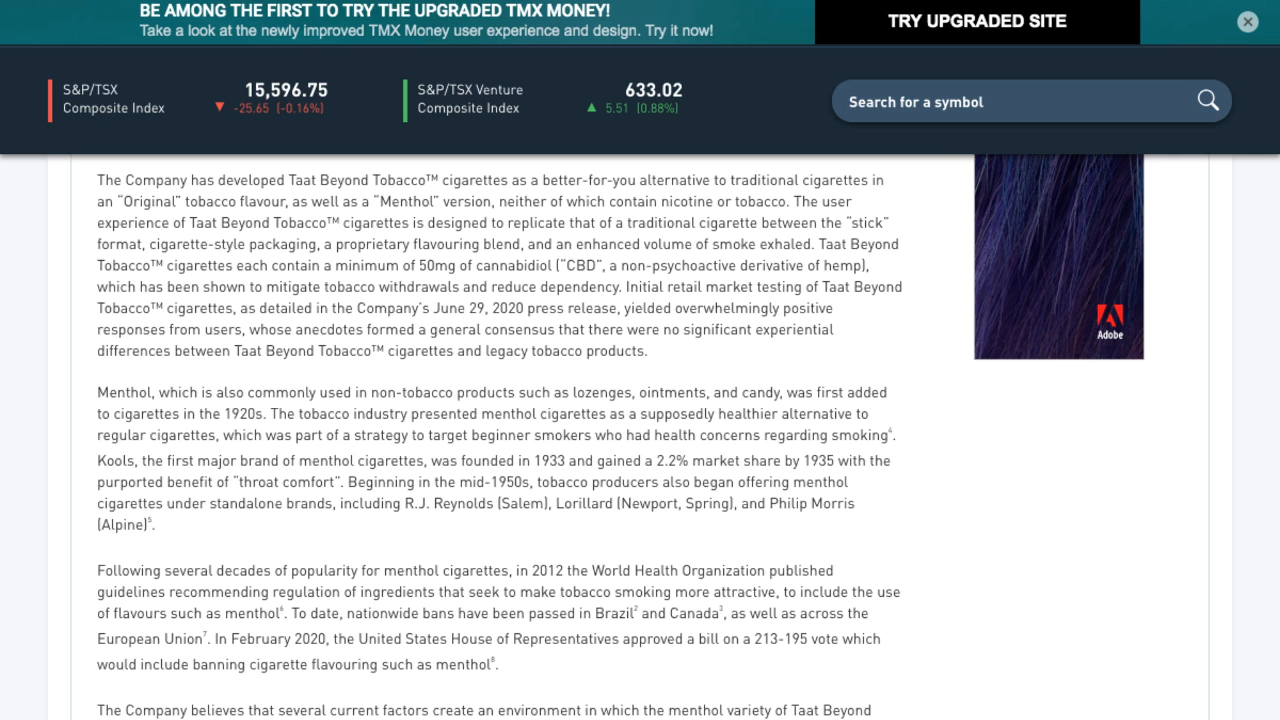 BE AMONG THE FIRST TO TRY THE UPGRADED TMX MONEY!
Take a look at the newly improved TMX Money user experience and design. Try it now!
TRY UPGRADED SITE
S&P/TSX
Composite Index
15,596.75
▼ -25.65 (-0.16%)
S&P/TSX Venture
Composite Index
633.02
▲ 5.51 (0.88%)
Search for a symbol
The Company has developed Taat Beyond Tobacco™ cigarettes as a better-for-you alternative to traditional cigarettes in
an “Original” tobacco flavour, as well as a “Menthol” version, neither of which contain nicotine or tobacco. The user
experience of Taat Beyond Tobacco™ cigarettes is designed to replicate that of a traditional cigarette between the “stick”
format, cigarette-style packaging, a proprietary flavouring blend, and an enhanced volume of smoke exhaled. Taat Beyond
Tobacco™ cigarettes each contain a minimum of 50mg of cannabidiol (“CBD”, a non-psychoactive derivative of hemp),
which has been shown to mitigate tobacco withdrawals and reduce dependency. Initial retail market testing of Taat Beyond
Tobacco™ cigarettes, as detailed in the Company’s June 29, 2020 press release, yielded overwhelmingly positive
responses from users, whose anecdotes formed a general consensus that there were no significant experiential
differences between Taat Beyond Tobacco™ cigarettes and legacy tobacco products.
Adobe
Menthol, which is also commonly used in non-tobacco products such as lozenges, ointments, and candy, was first added
to cigarettes in the 1920s. The tobacco industry presented menthol cigarettes as a supposedly healthier alternative to
regular cigarettes, which was part of a strategy to target beginner smokers who had health concerns regarding smoking⁴.
Kools, the first major brand of menthol cigarettes, was founded in 1933 and gained a 2.2% market share by 1935 with the
purported benefit of “throat comfort”. Beginning in the mid-1950s, tobacco producers also began offering menthol
cigarettes under standalone brands, including R.J. Reynolds (Salem), Lorillard (Newport, Spring), and Philip Morris
(Alpine)⁵.
Following several decades of popularity for menthol cigarettes, in 2012 the World Health Organization published
guidelines recommending regulation of ingredients that seek to make tobacco smoking more attractive, to include the use
of flavours such as menthol⁶. To date, nationwide bans have been passed in Brazil² and Canada³, as well as across the
European Union⁷. In February 2020, the United States House of Representatives approved a bill on a 213-195 vote which
would include banning cigarette flavouring such as menthol⁸.
The Company believes that several current factors create an environment in which the menthol variety of Taat Beyond